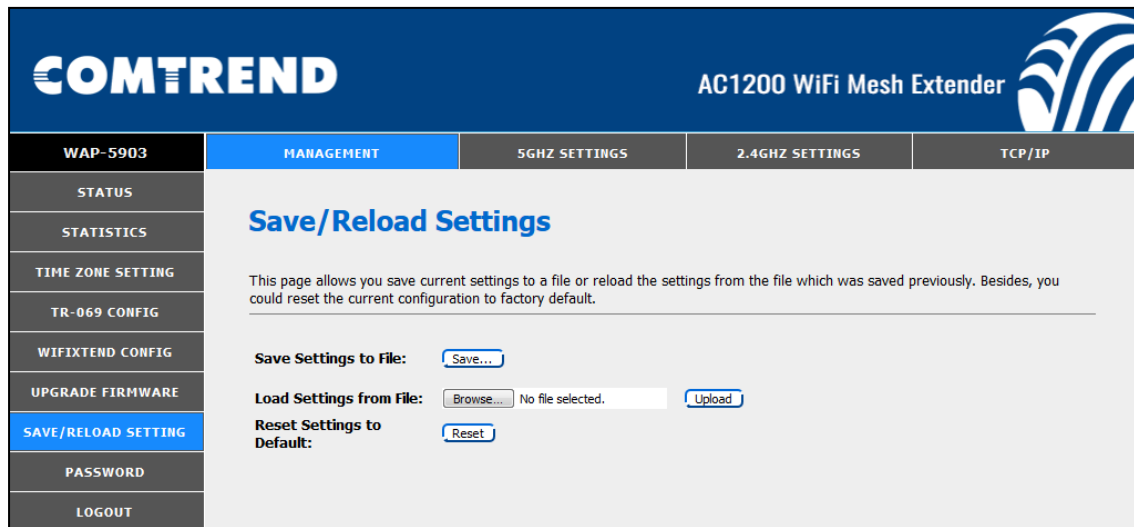 COMTREND
AC1200 WiFi Mesh Extender
WAP-5903
MANAGEMENT
5GHZ SETTINGS
2.4GHZ SETTINGS
TCP/IP
STATUS
STATISTICS
TIME ZONE SETTING
TR-069 CONFIG
WIFIXTEND CONFIG
UPGRADE FIRMWARE
SAVE/RELOAD SETTING
PASSWORD
LOGOUT
Save/Reload Settings
This page allows you save current settings to a file or reload the settings from the file which was saved previously. Besides, you
could reset the current configuration to factory default.
Save Settings to File: Save...
Load Settings from File: Browse... No file selected. Upload
Reset Settings to
Default: Reset